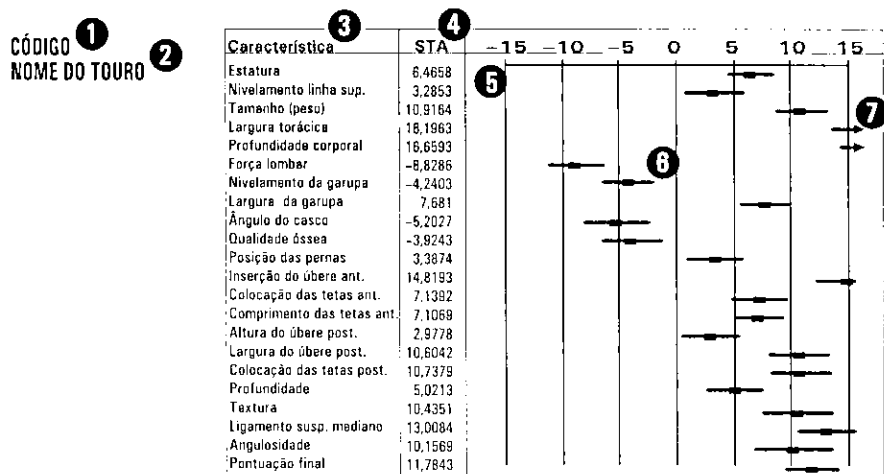 CÓDIGO 1
NOME DO TOURO 2
3 4
Característica STA -15 -10 -5 0 5 10 15
Estatura 6,4658 5
Nivelamento linha sup. 3,2853
Tamanho (peso) 10,9164 7
Largura torácica 18,1963
Profundidade corporal 16,6593
Força lombar -8,8286 6
Nivelamento da garupa -4,2403
Largura da garupa 7,681
Ângulo do casco -5,2027
Qualidade óssea -3,9243
Posição das pernas 3,3874
Inserção do úbere ant. 14,8193
Colocação das tetas ant. 7,1392
Comprimento das tetas ant. 7,1069
Altura do úbere post. 2,9778
Largura do úbere post. 10,6042
Colocação das tetas post. 10,7379
Profundidade 5,0213
Textura 10,4351
Ligamento susp. mediano 13,0084
Angulosidade 10,1569
Pontuação final 11,7843